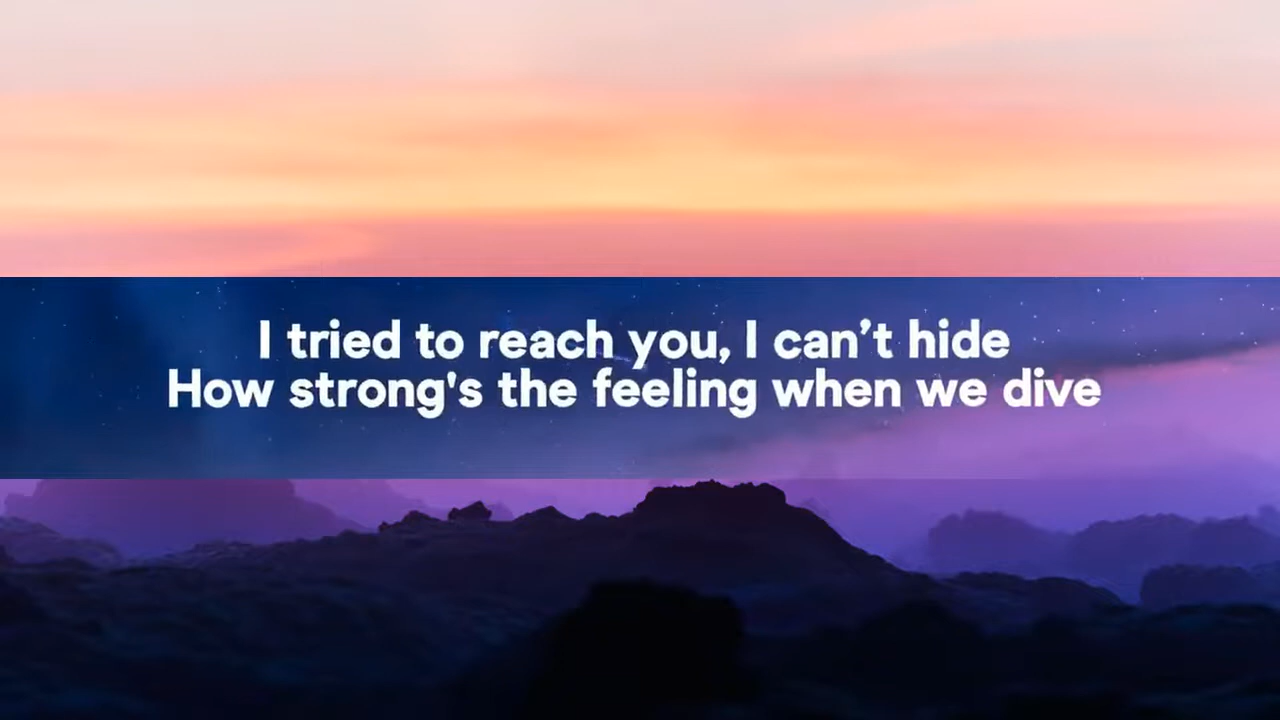 I tried to reach you, I can’t hide
How strong's the feeling when we dive